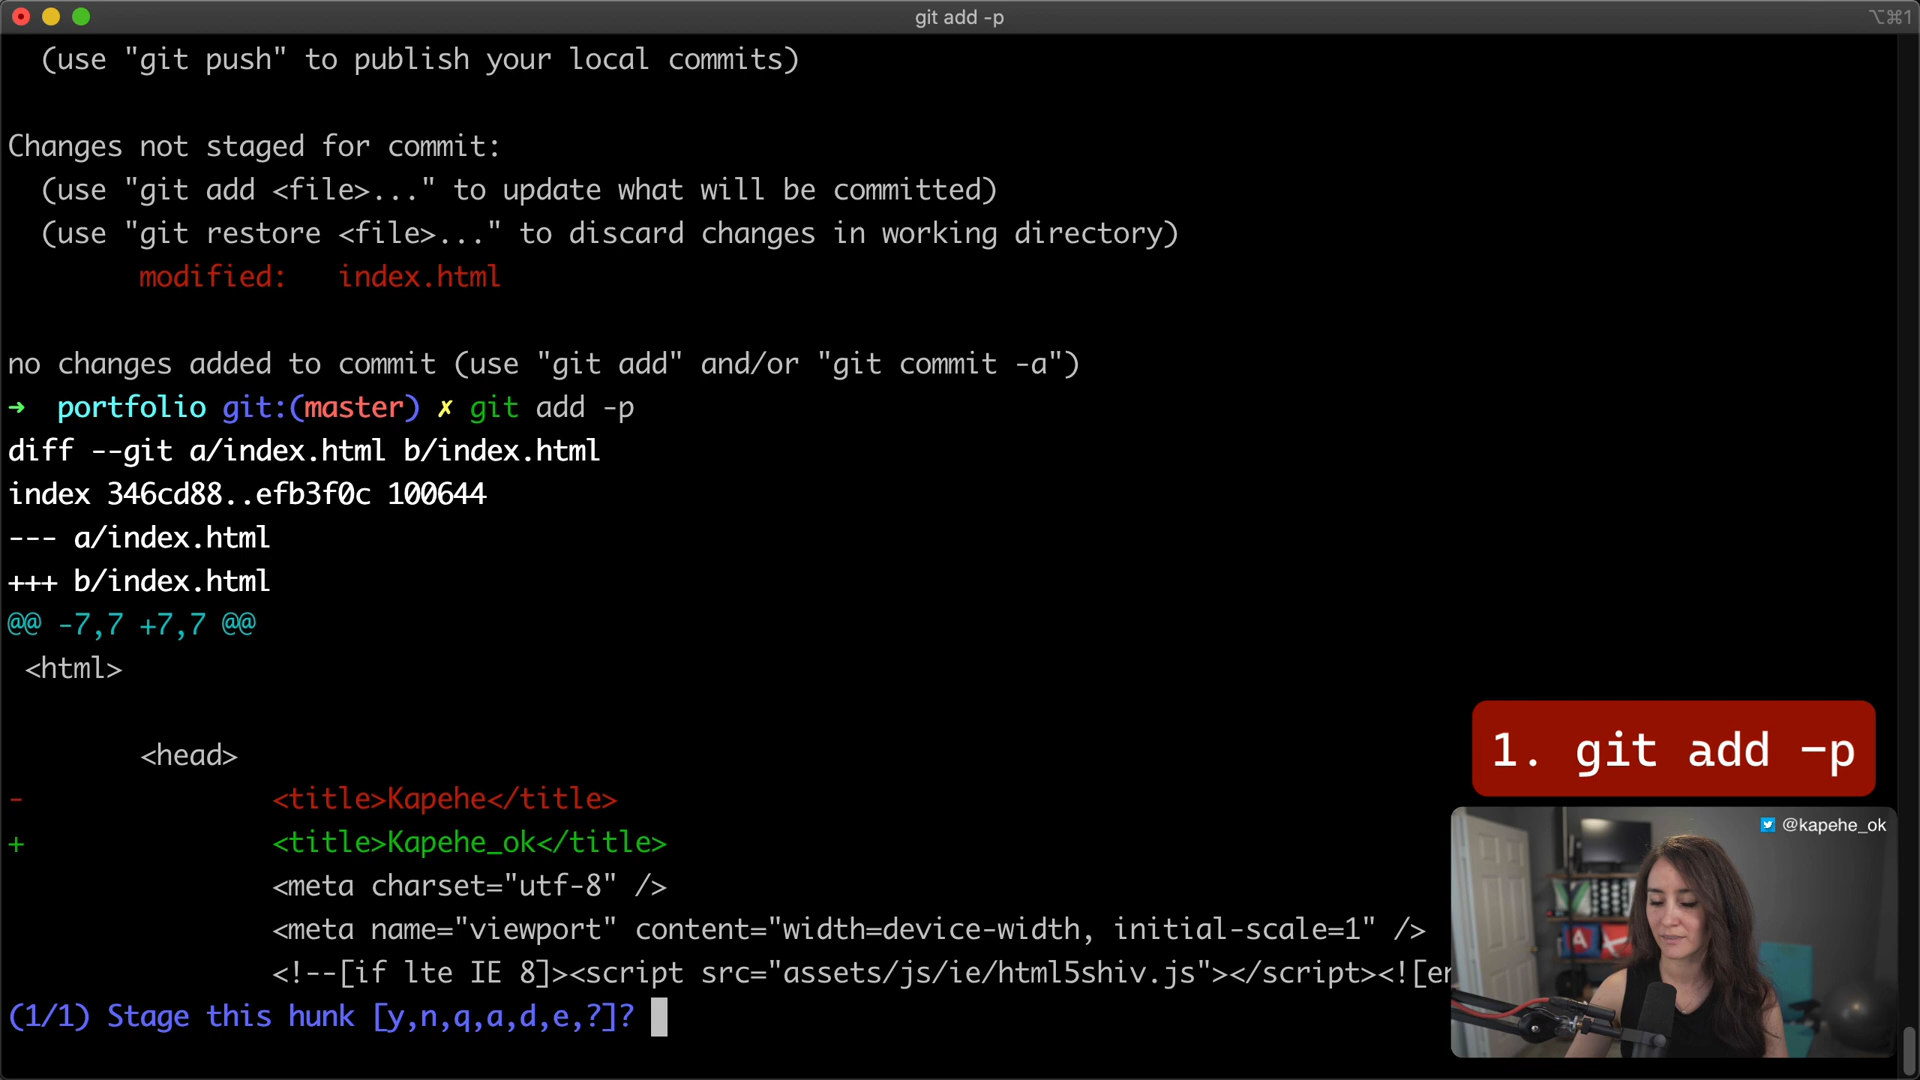 git add -p
⌥⌘1
(use "git push" to publish your local commits)
Changes not staged for commit:
(use "git add <file>..." to update what will be committed)
(use "git restore <file>..." to discard changes in working directory)
modified:   index.html
no changes added to commit (use "git add" and/or "git commit -a")
➜  portfolio git:(master) ✗ git add -p
diff --git a/index.html b/index.html
index 346cd88..efb3f0c 100644
--- a/index.html
+++ b/index.html
@@ -7,7 +7,7 @@
<html>
<head>
-               <title>Kapehe</title>
+               <title>Kapehe_ok</title>
<meta charset="utf-8" />
<meta name="viewport" content="width=device-width, initial-scale=1" />
<!--[if lte IE 8]><script src="assets/js/ie/html5shiv.js"></script><![en
(1/1) Stage this hunk [y,n,q,a,d,e,?]?
1. git add -p
@kapehe_ok